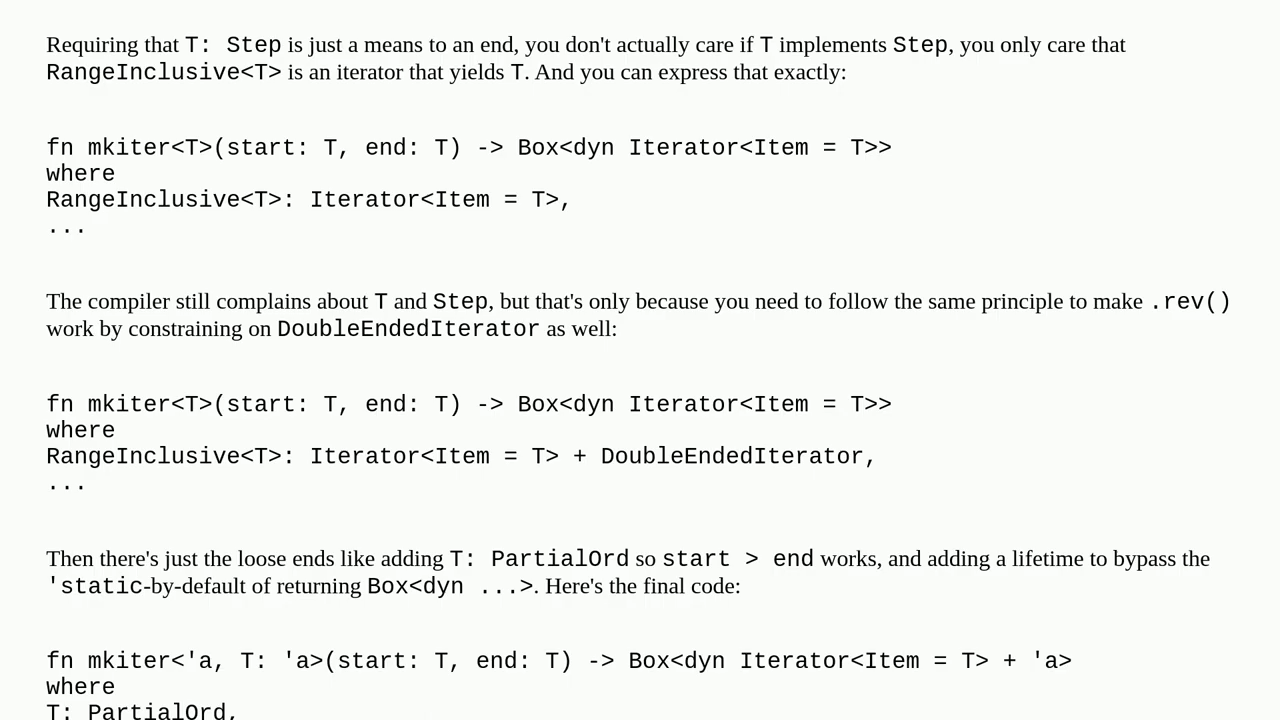 Requiring that T: Step is just a means to an end, you don't actually care if T implements Step, you only care that
RangeInclusive<T> is an iterator that yields T. And you can express that exactly:
fn mkiter<T>(start: T, end: T) -> Box<dyn Iterator<Item = T>>
where
RangeInclusive<T>: Iterator<Item = T>,
...
The compiler still complains about T and Step, but that's only because you need to follow the same principle to make .rev()
work by constraining on DoubleEndedIterator as well:
fn mkiter<T>(start: T, end: T) -> Box<dyn Iterator<Item = T>>
where
RangeInclusive<T>: Iterator<Item = T> + DoubleEndedIterator,
...
Then there's just the loose ends like adding T: PartialOrd so start > end works, and adding a lifetime to bypass the
'static-by-default of returning Box<dyn ...>. Here's the final code:
fn mkiter<'a, T: 'a>(start: T, end: T) -> Box<dyn Iterator<Item = T> + 'a>
where
T: PartialOrd,